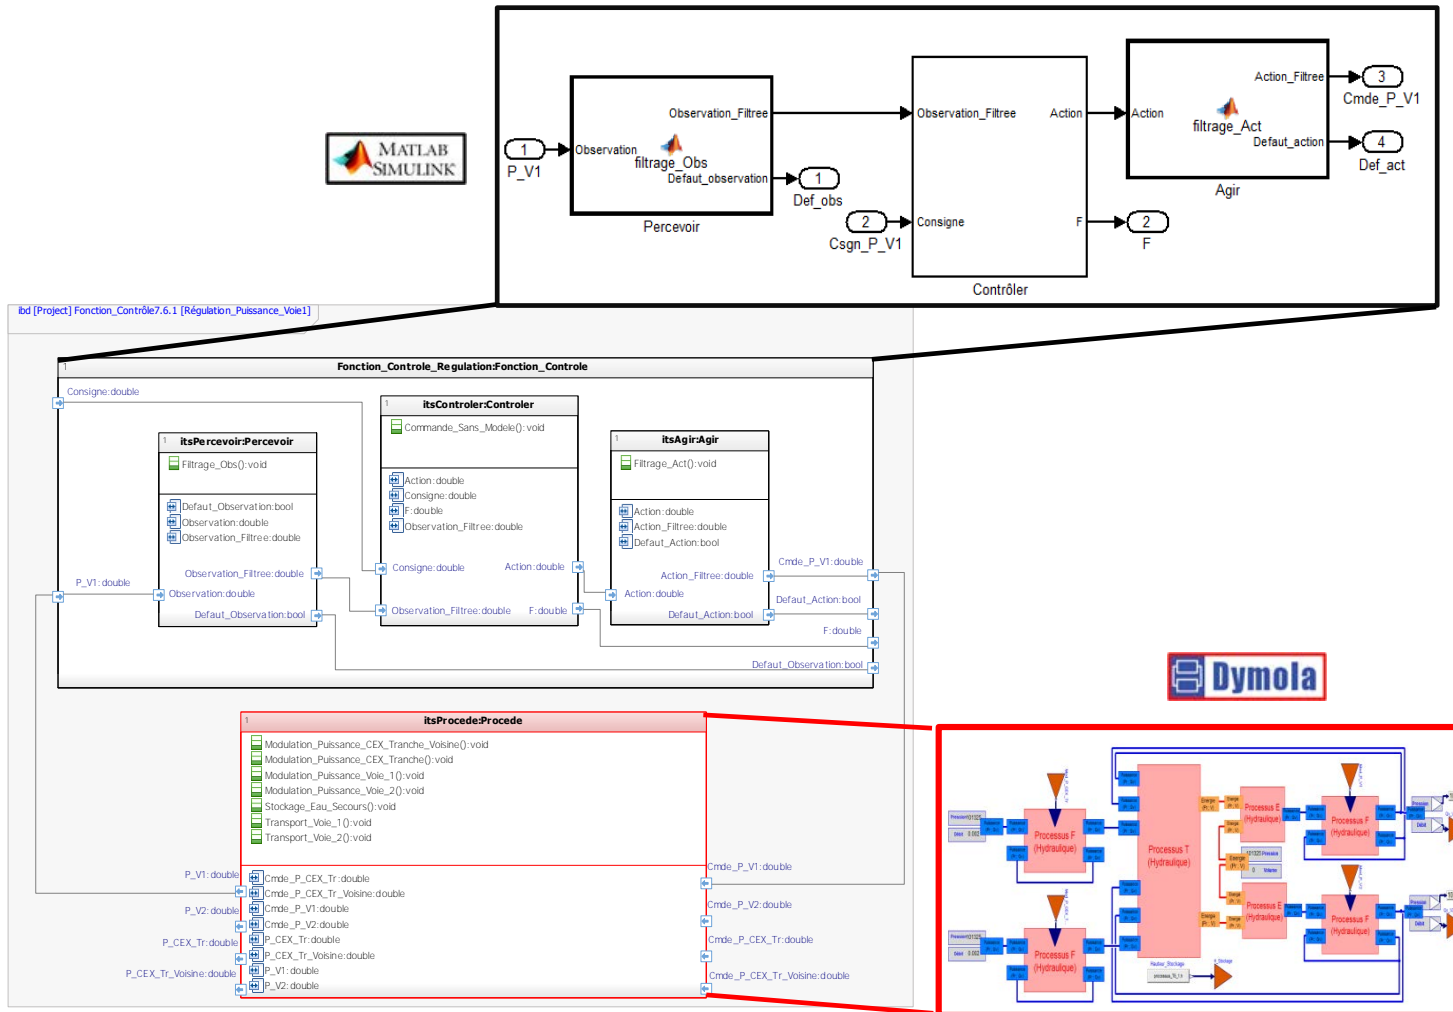 MATLAB
SIMULINK
1
P_V1
Observation
Observation_Filtree
filtrage_Obs
Defaut_observation
Percevoir
1
Def_obs
2
Csgn_P_V1
Observation_Filtree
Action
Consigne
F
Contrôler
2
F
Action
Action_Filtree
filtrage_Act
Defaut_action
Agir
3
Cmde_P_V1
4
Def_act
ibd [Project] Fonction_Contrôle7.6.1 [Régulation_Puissance_Voie1]
1
Fonction_Controle_Regulation:Fonction_Controle
Consigne:double
P_V1:double
1
itsPercevoir:Percevoir
Filtrage_Obs():void
Defaut_Observation:bool
Observation:double
Observation_Filtree:double
Observation_Filtree:double
Observation:double
Defaut_Observation:bool
1
itsControler:Controler
Commande_Sans_Modele():void
Action:double
Consigne:double
F:double
Observation_Filtree:double
Consigne:double
Action:double
Observation_Filtree:double
F:double
1
itsAgir:Agir
Filtrage_Act():void
Action:double
Action_Filtree:double
Defaut_Action:bool
Action_Filtree:double
Action:double
Defaut_Action:bool
Cmde_P_V1:double
Defaut_Action:bool
F:double
Defaut_Observation:bool
1
itsProcede:Procede
Modulation_Puissance_CEX_Tranche_Voisine():void
Modulation_Puissance_CEX_Tranche():void
Modulation_Puissance_Voie_1():void
Modulation_Puissance_Voie_2():void
Stockage_Eau_Secours():void
Transport_Voie_1():void
Transport_Voie_2():void
Cmde_P_CEX_Tr:double
Cmde_P_CEX_Tr_Voisine:double
Cmde_P_V1:double
Cmde_P_V2:double
P_CEX_Tr:double
P_CEX_Tr_Voisine:double
P_V1:double
P_V2:double
P_V1:double
P_V2:double
P_CEX_Tr:double
P_CEX_Tr_Voisine:double
Cmde_P_V1:double
Cmde_P_V2:double
Cmde_P_CEX_Tr:double
Cmde_P_CEX_Tr_Voisine:double
Dymola
Processus F
(Hydraulique)
Processus T
(Hydraulique)
Processus E
(Hydraulique)
Processus F
(Hydraulique)
Processus F
(Hydraulique)
Processus E
(Hydraulique)
Processus F
(Hydraulique)